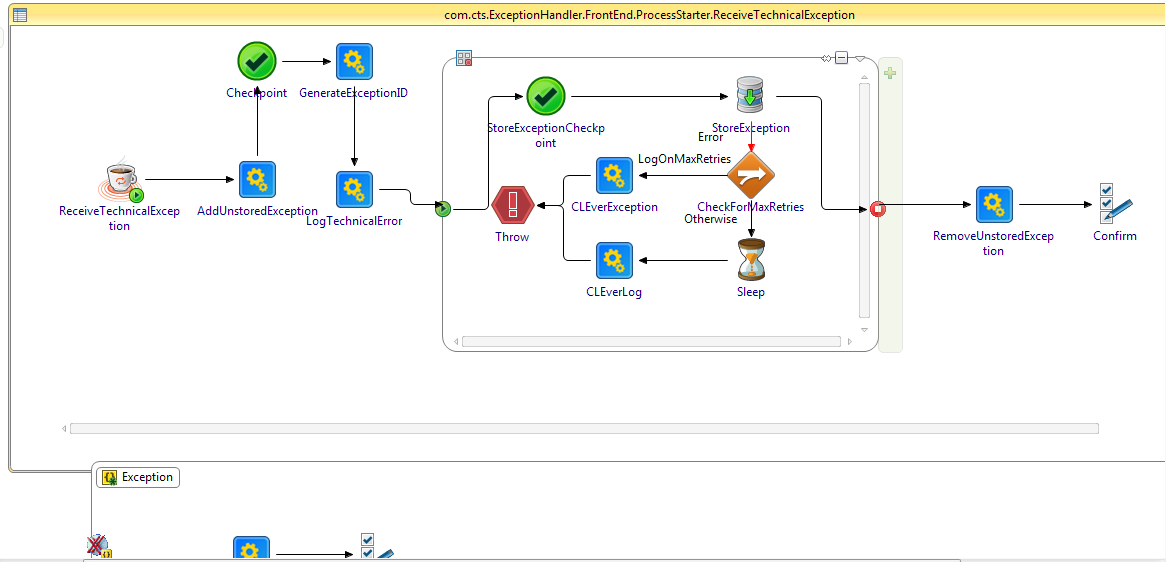 com.cts.ExceptionHandler.FrontEnd.ProcessStarter.ReceiveTechnicalException
Checkpoint
GenerateExceptionID
StoreExceptionCheckp
oint
StoreException
Error
LogOnMaxRetries
ReceiveTechnicalExcep
tion
AddUnstoredException
LogTechnicalError
CLEverException
CheckForMaxRetries
Otherwise
Throw
RemoveUnstoredExcep
tion
Confirm
CLEverLog
Sleep
Exception